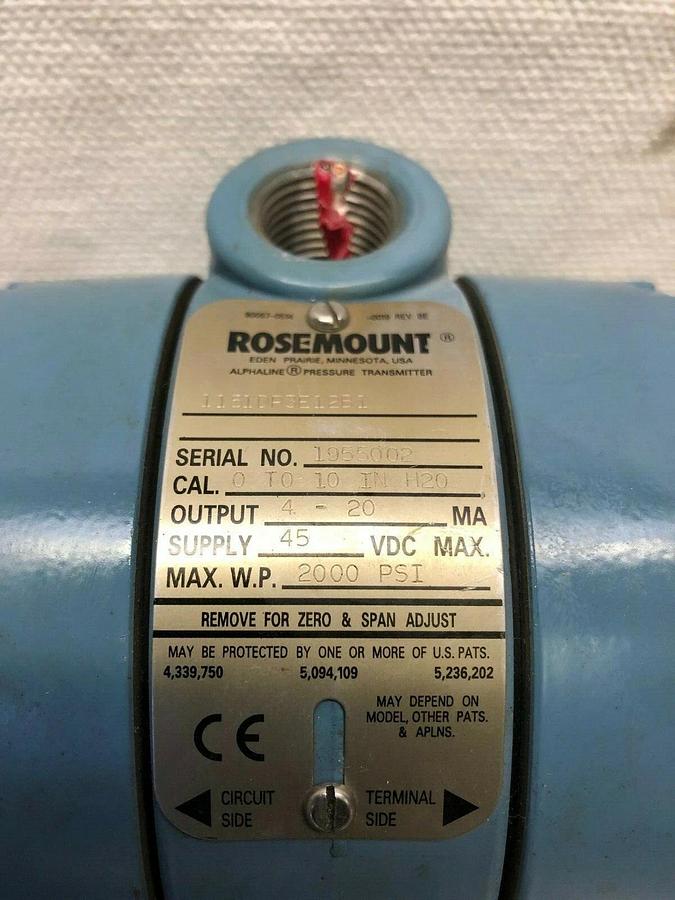 REV BE
ROSEMOUNT ®
EDEN PRAIRIE, MINNESOTA, USA
ALPHALINE ® PRESSURE TRANSMITTER
SERIAL NO. 1955002
CAL. 0 TO 10 IN H20
OUTPUT 4 - 20 MA
SUPPLY 45 VDC MAX.
MAX. W.P. 2000 PSI
REMOVE FOR ZERO & SPAN ADJUST
MAY BE PROTECTED BY ONE OR MORE OF U.S. PATS.
4,339,750 5,094,109 5,236,202
MAY DEPEND ON
MODEL, OTHER PATS.
& APLNS.
CE
CIRCUIT SIDE
TERMINAL SIDE